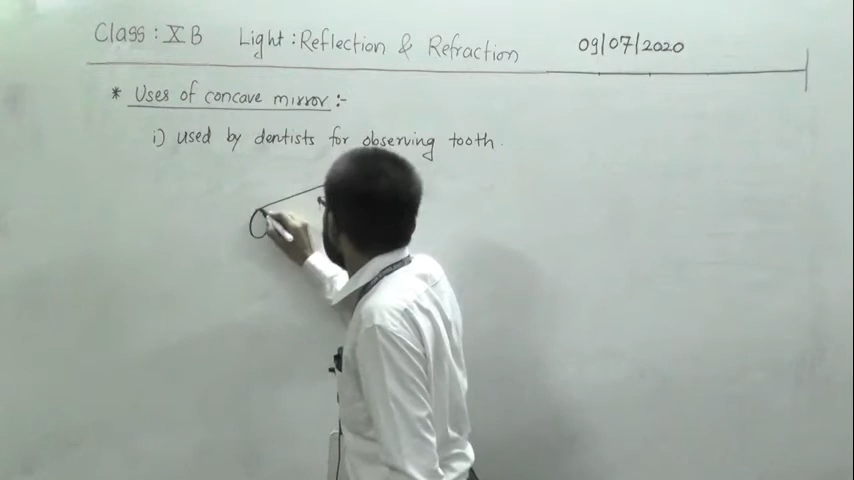 Class : X B Light : Reflection & Refraction 09/07/2020
* Uses of concave mirror :-
i) used by dentists for observing tooth.